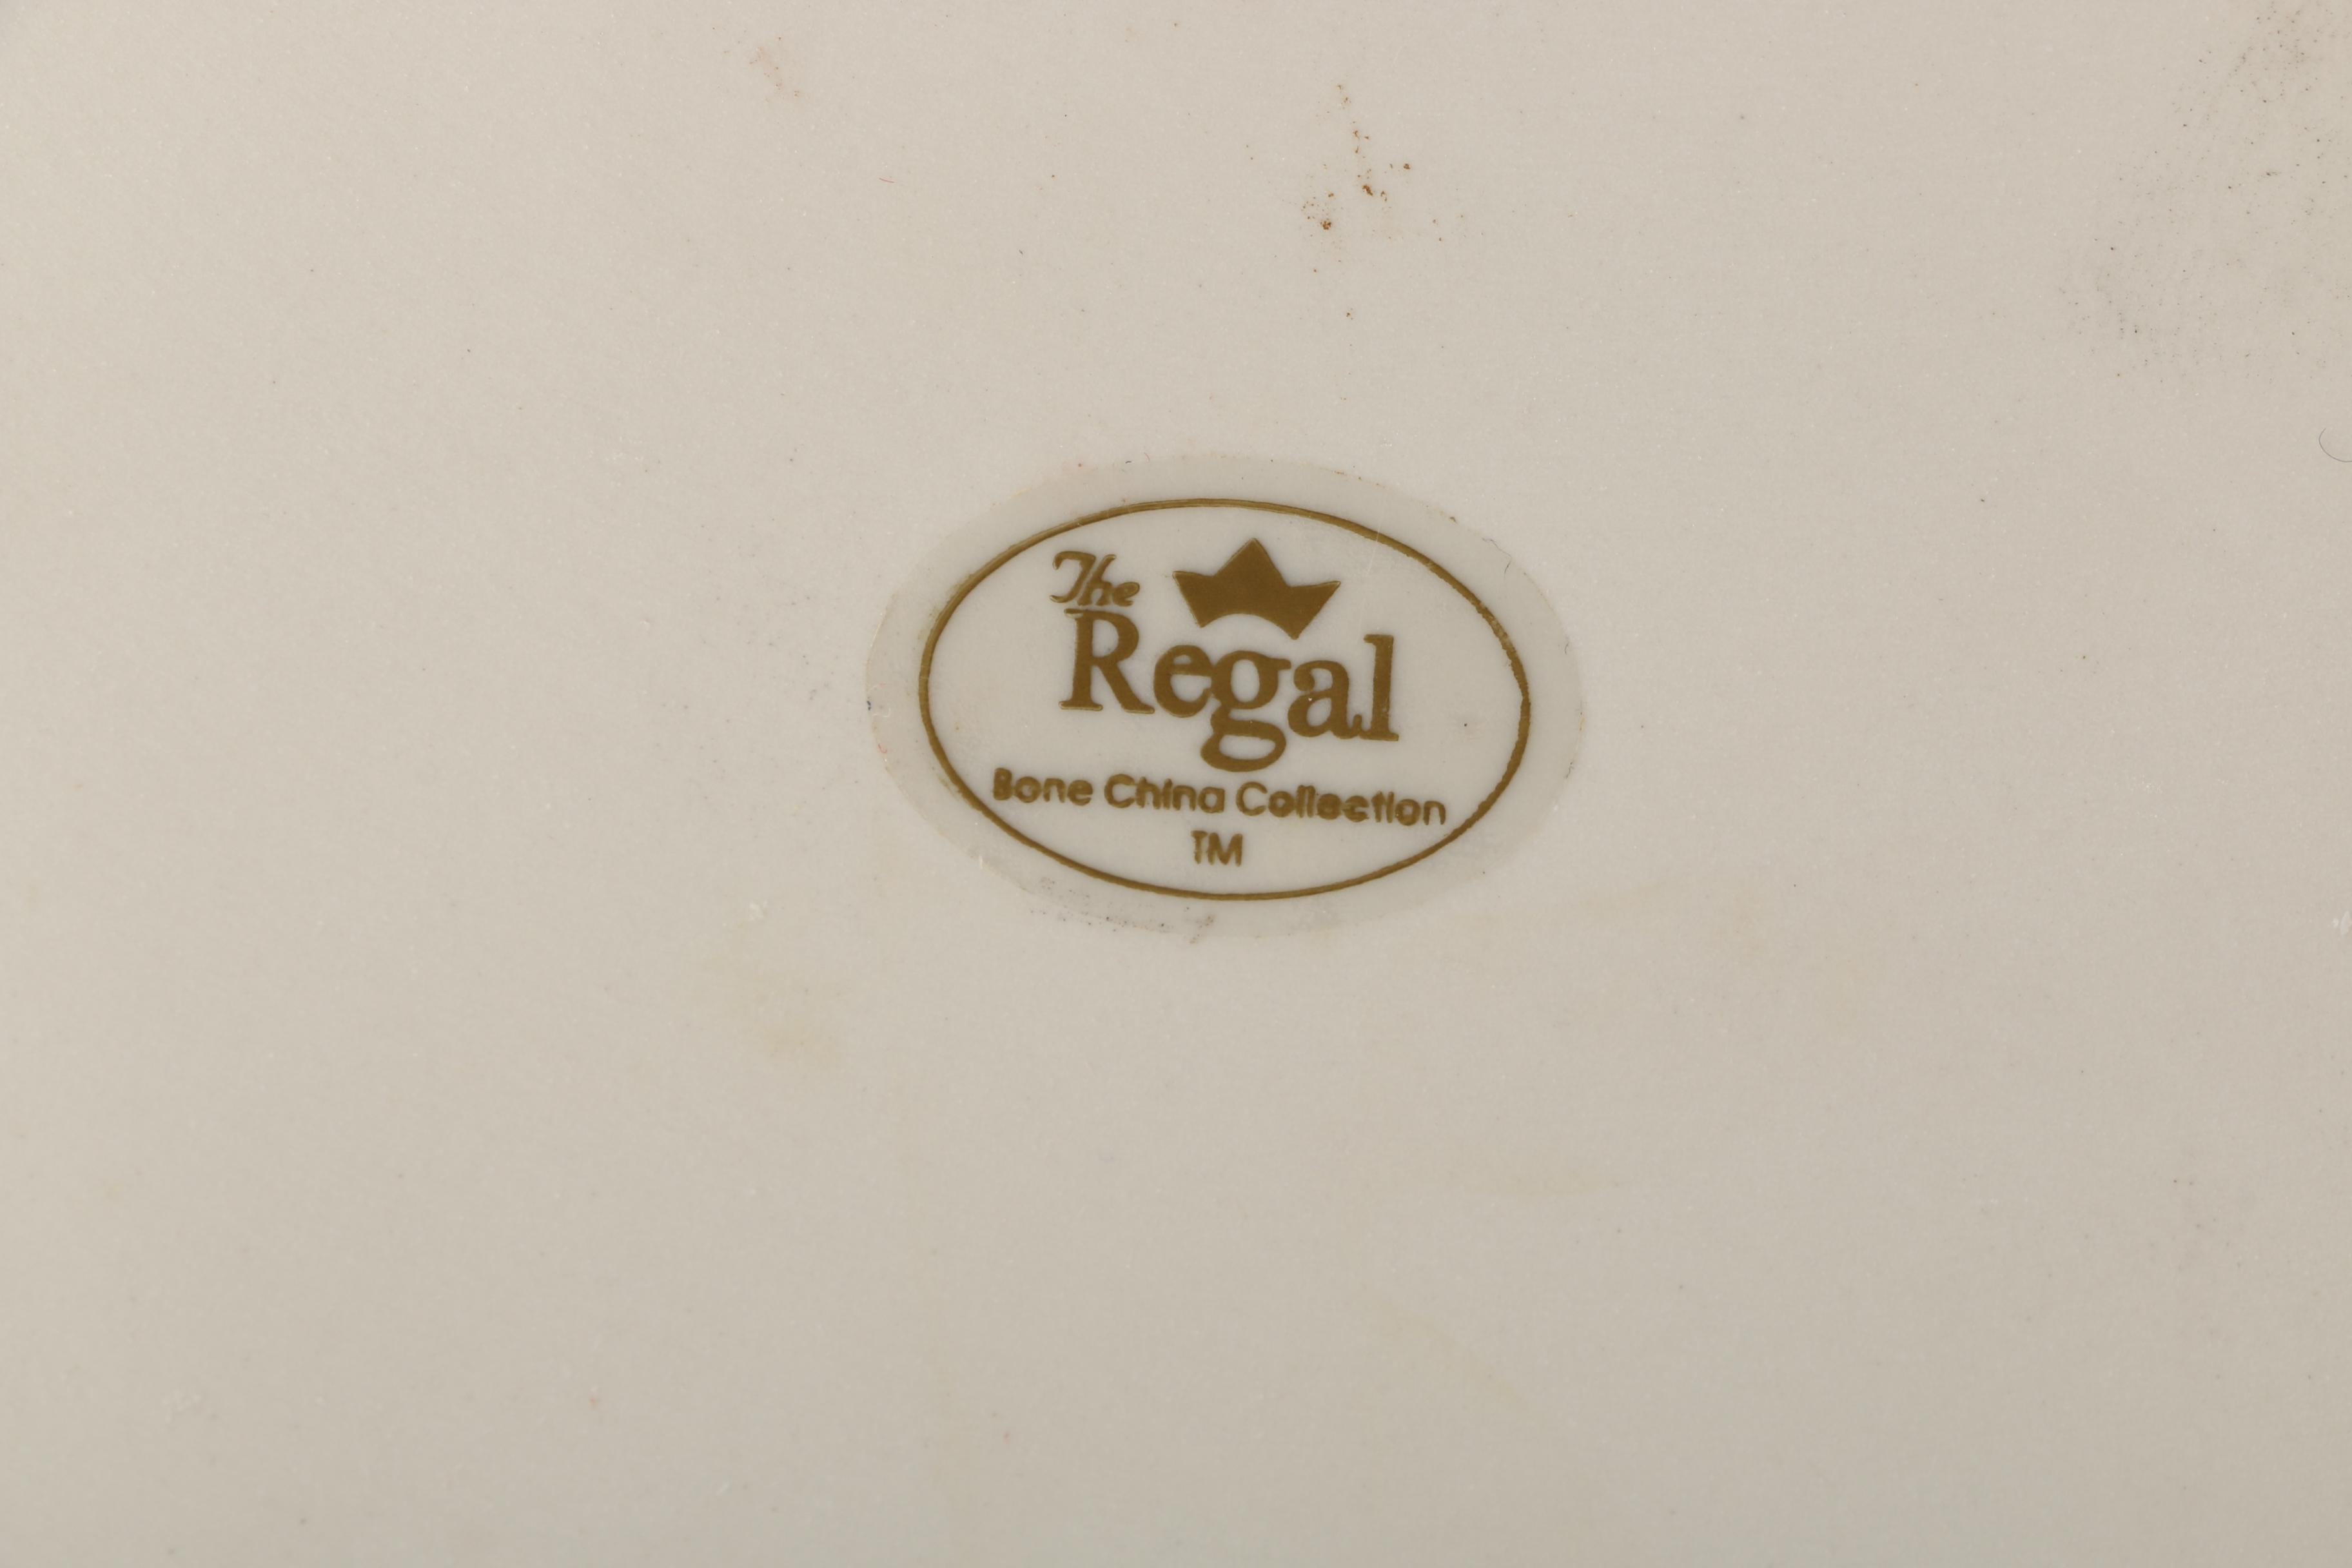 The
Regal
Bone China Collection
TM